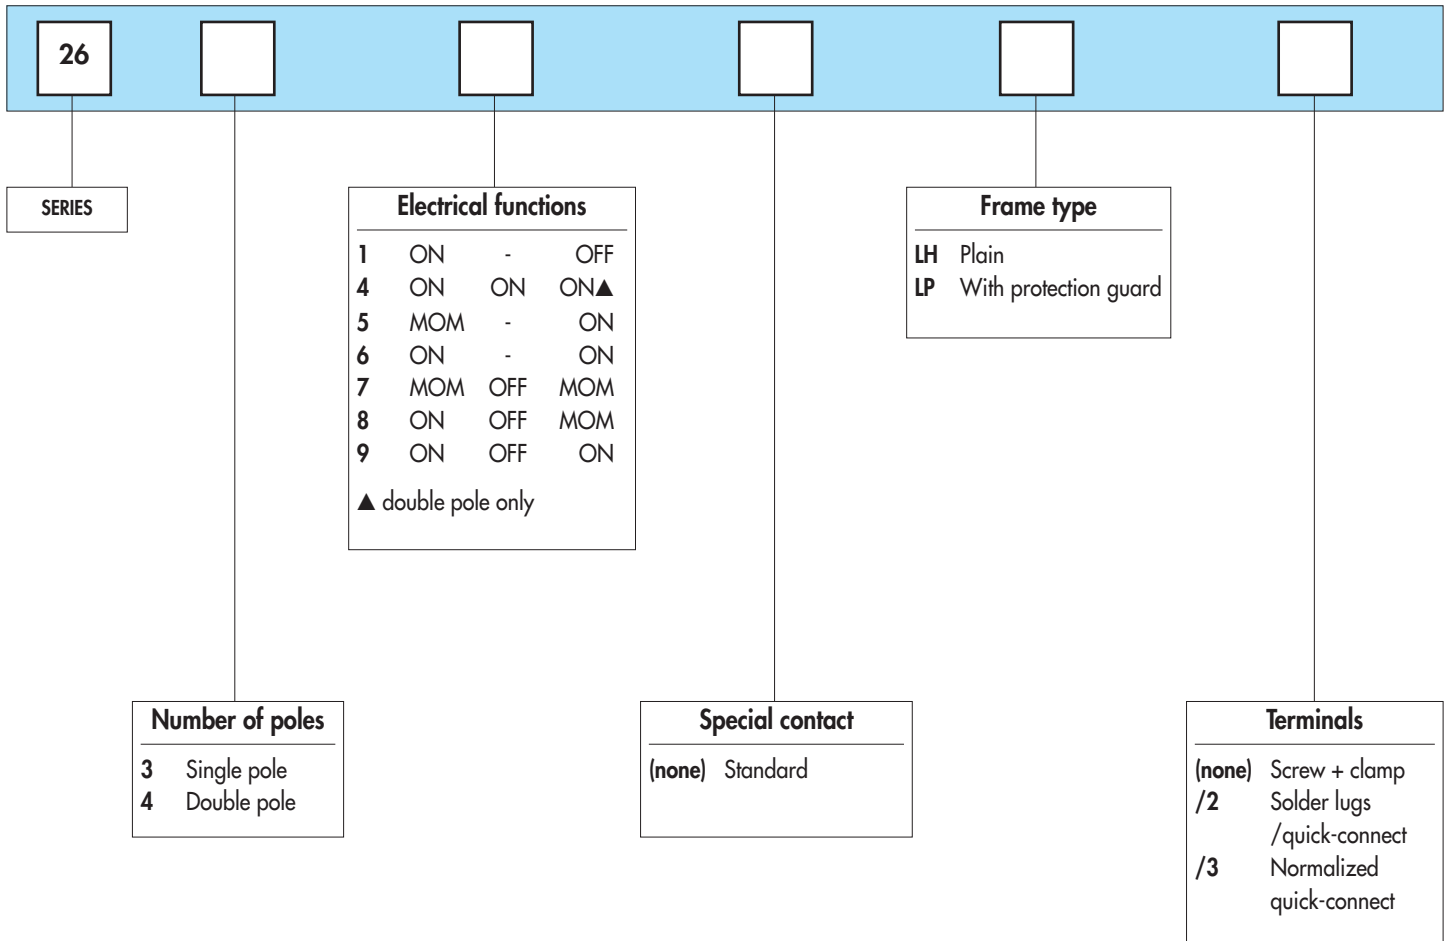 26
SERIES
Electrical functions
1 ON - OFF
4 ON ON ON▲
5 MOM - ON
6 ON - ON
7 MOM OFF MOM
8 ON OFF MOM
9 ON OFF ON
▲ double pole only
Frame type
LH Plain
LP With protection guard
Number of poles
3 Single pole
4 Double pole
Special contact
(none) Standard
Terminals
(none) Screw + clamp
/2 Solder lugs
/quick-connect
/3 Normalized
quick-connect